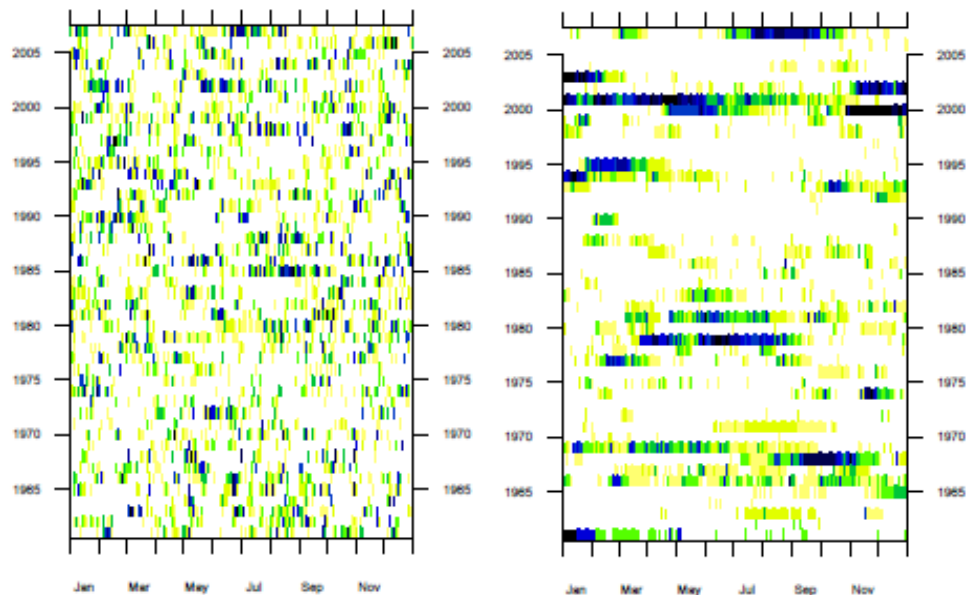 2005 2005 2005 2005
2000 2000 2000 2000
1995 1995 1995 1995
1990 1990 1990 1990
1985 1985 1985 1985
1980 1980 1980 1980
1975 1975 1975 1975
1970 1970 1970 1970
1965 1965 1965 1965
Jan Mar May Jul Sep Nov Jan Mar May Jul Sep Nov